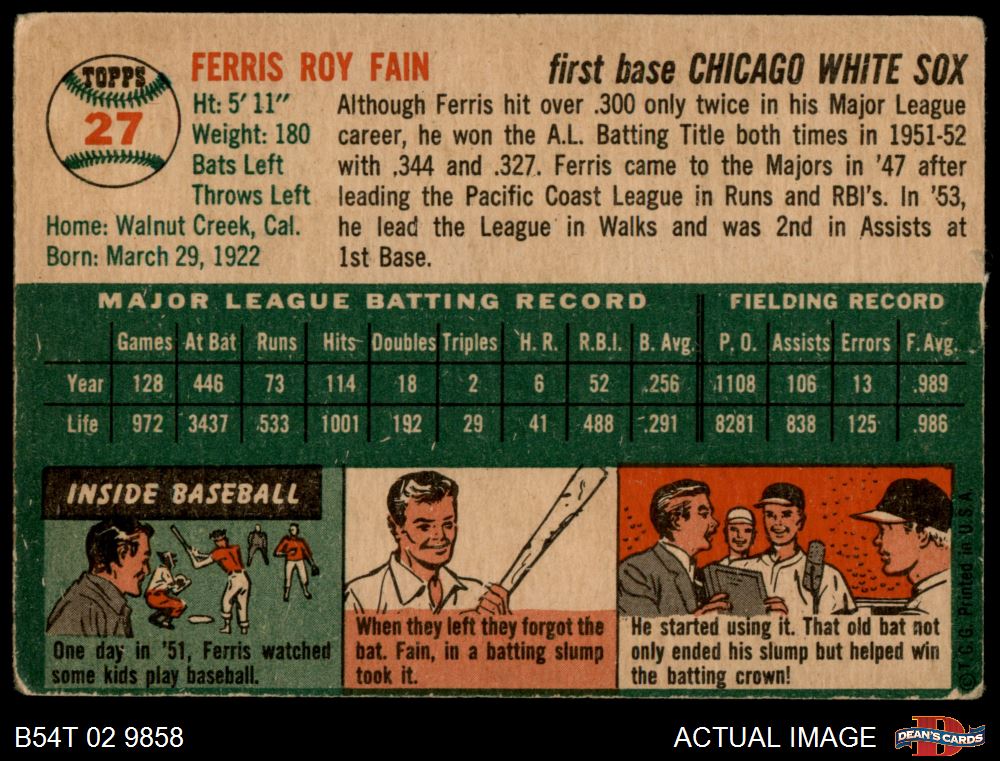 TOPPS
27
FERRIS ROY FAIN
first base CHICAGO WHITE SOX
Ht: 5' 11"
Weight: 180
Bats Left
Throws Left
Home: Walnut Creek, Cal.
Born: March 29, 1922
Although Ferris hit over .300 only twice in his Major League
career, he won the A.L. Batting Title both times in 1951-52
with .344 and .327. Ferris came to the Majors in '47 after
leading the Pacific Coast League in Runs and RBI's. In '53,
he lead the League in Walks and was 2nd in Assists at
1st Base.
MAJOR LEAGUE BATTING RECORD FIELDING RECORD
Games At Bat Runs Hits Doubles Triples H. R. R.B.I. B. Avg. P. O. Assists Errors F. Avg.
Year 128 446 73 114 18 2 6 52 .256 1108 106 13 .989
Life 972 3437 533 1001 192 29 41 488 .291 8281 838 125 .986
INSIDE BASEBALL
One day in '51, Ferris watched
some kids play baseball.
When they left they forgot the
bat. Fain, in a batting slump
took it.
He started using it. That old bat not
only ended his slump but helped win
the batting crown!
©T.C.G. Printed in U.S.A
B54T 02 9858
ACTUAL IMAGE
DEAN'S CARDS